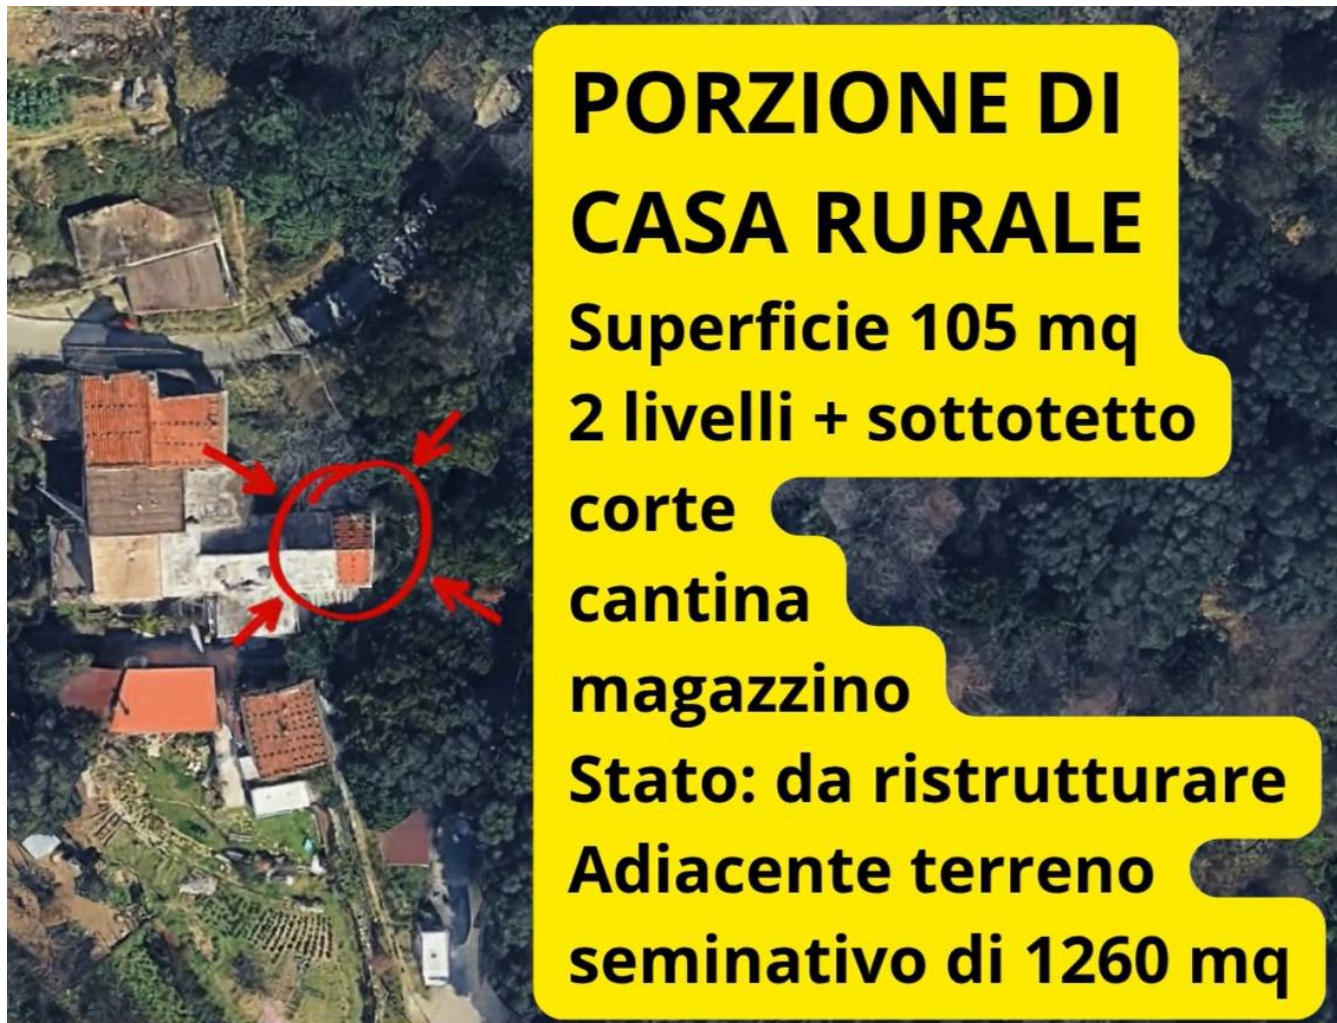 PORZIONE DI
CASA RURALE
Superficie 105 mq
2 livelli + sottotetto
corte
cantina
magazzino
Stato: da ristrutturare
Adiacente terreno
seminativo di 1260 mq